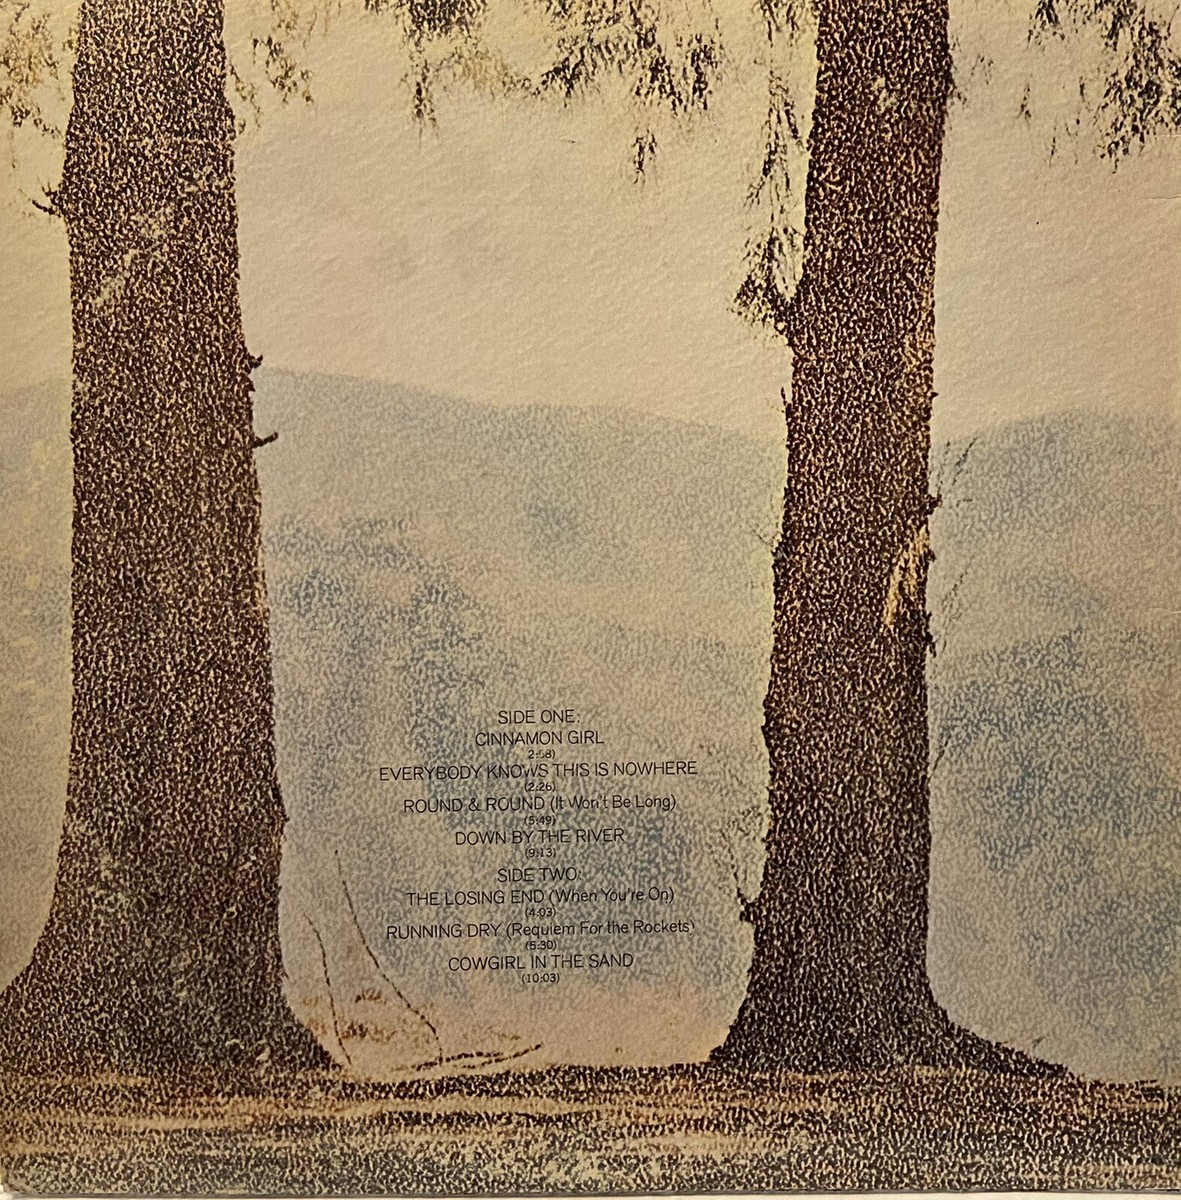 SIDE ONE:
CINNAMON GIRL
2:58)
EVERYBODY KNOWS THIS IS NOWHERE
(2:26)
ROUND & ROUND (It Won't Be Long)
(5:49)
DOWN BY THE RIVER
(9:13)
SIDE TWO:
THE LOSING END (When You're On)
(4:03)
RUNNING DRY (Requiem For the Rockets)
(5:30)
COWGIRL IN THE SAND
(10:03)